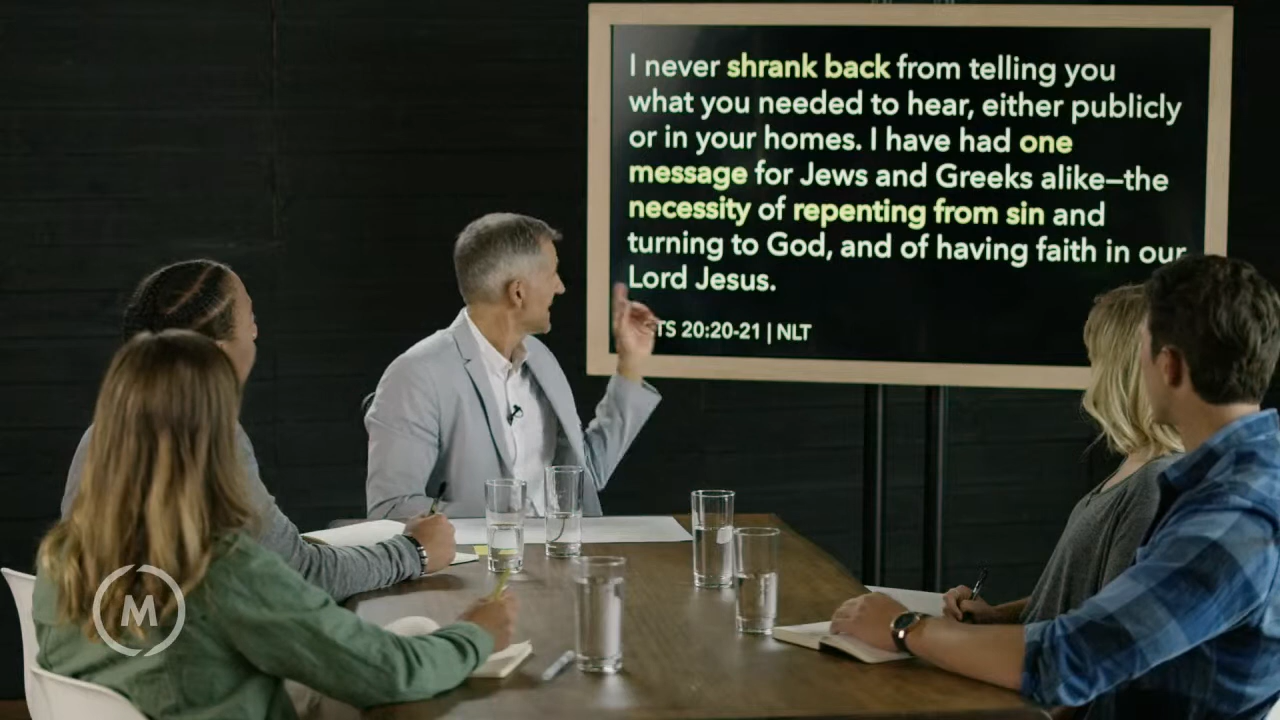 I never shrank back from telling you
what you needed to hear, either publicly
or in your homes. I have had one
message for Jews and Greeks alike—the
necessity of repenting from sin and
turning to God, and of having faith in our
Lord Jesus.
TS 20:20-21 | NLT
M